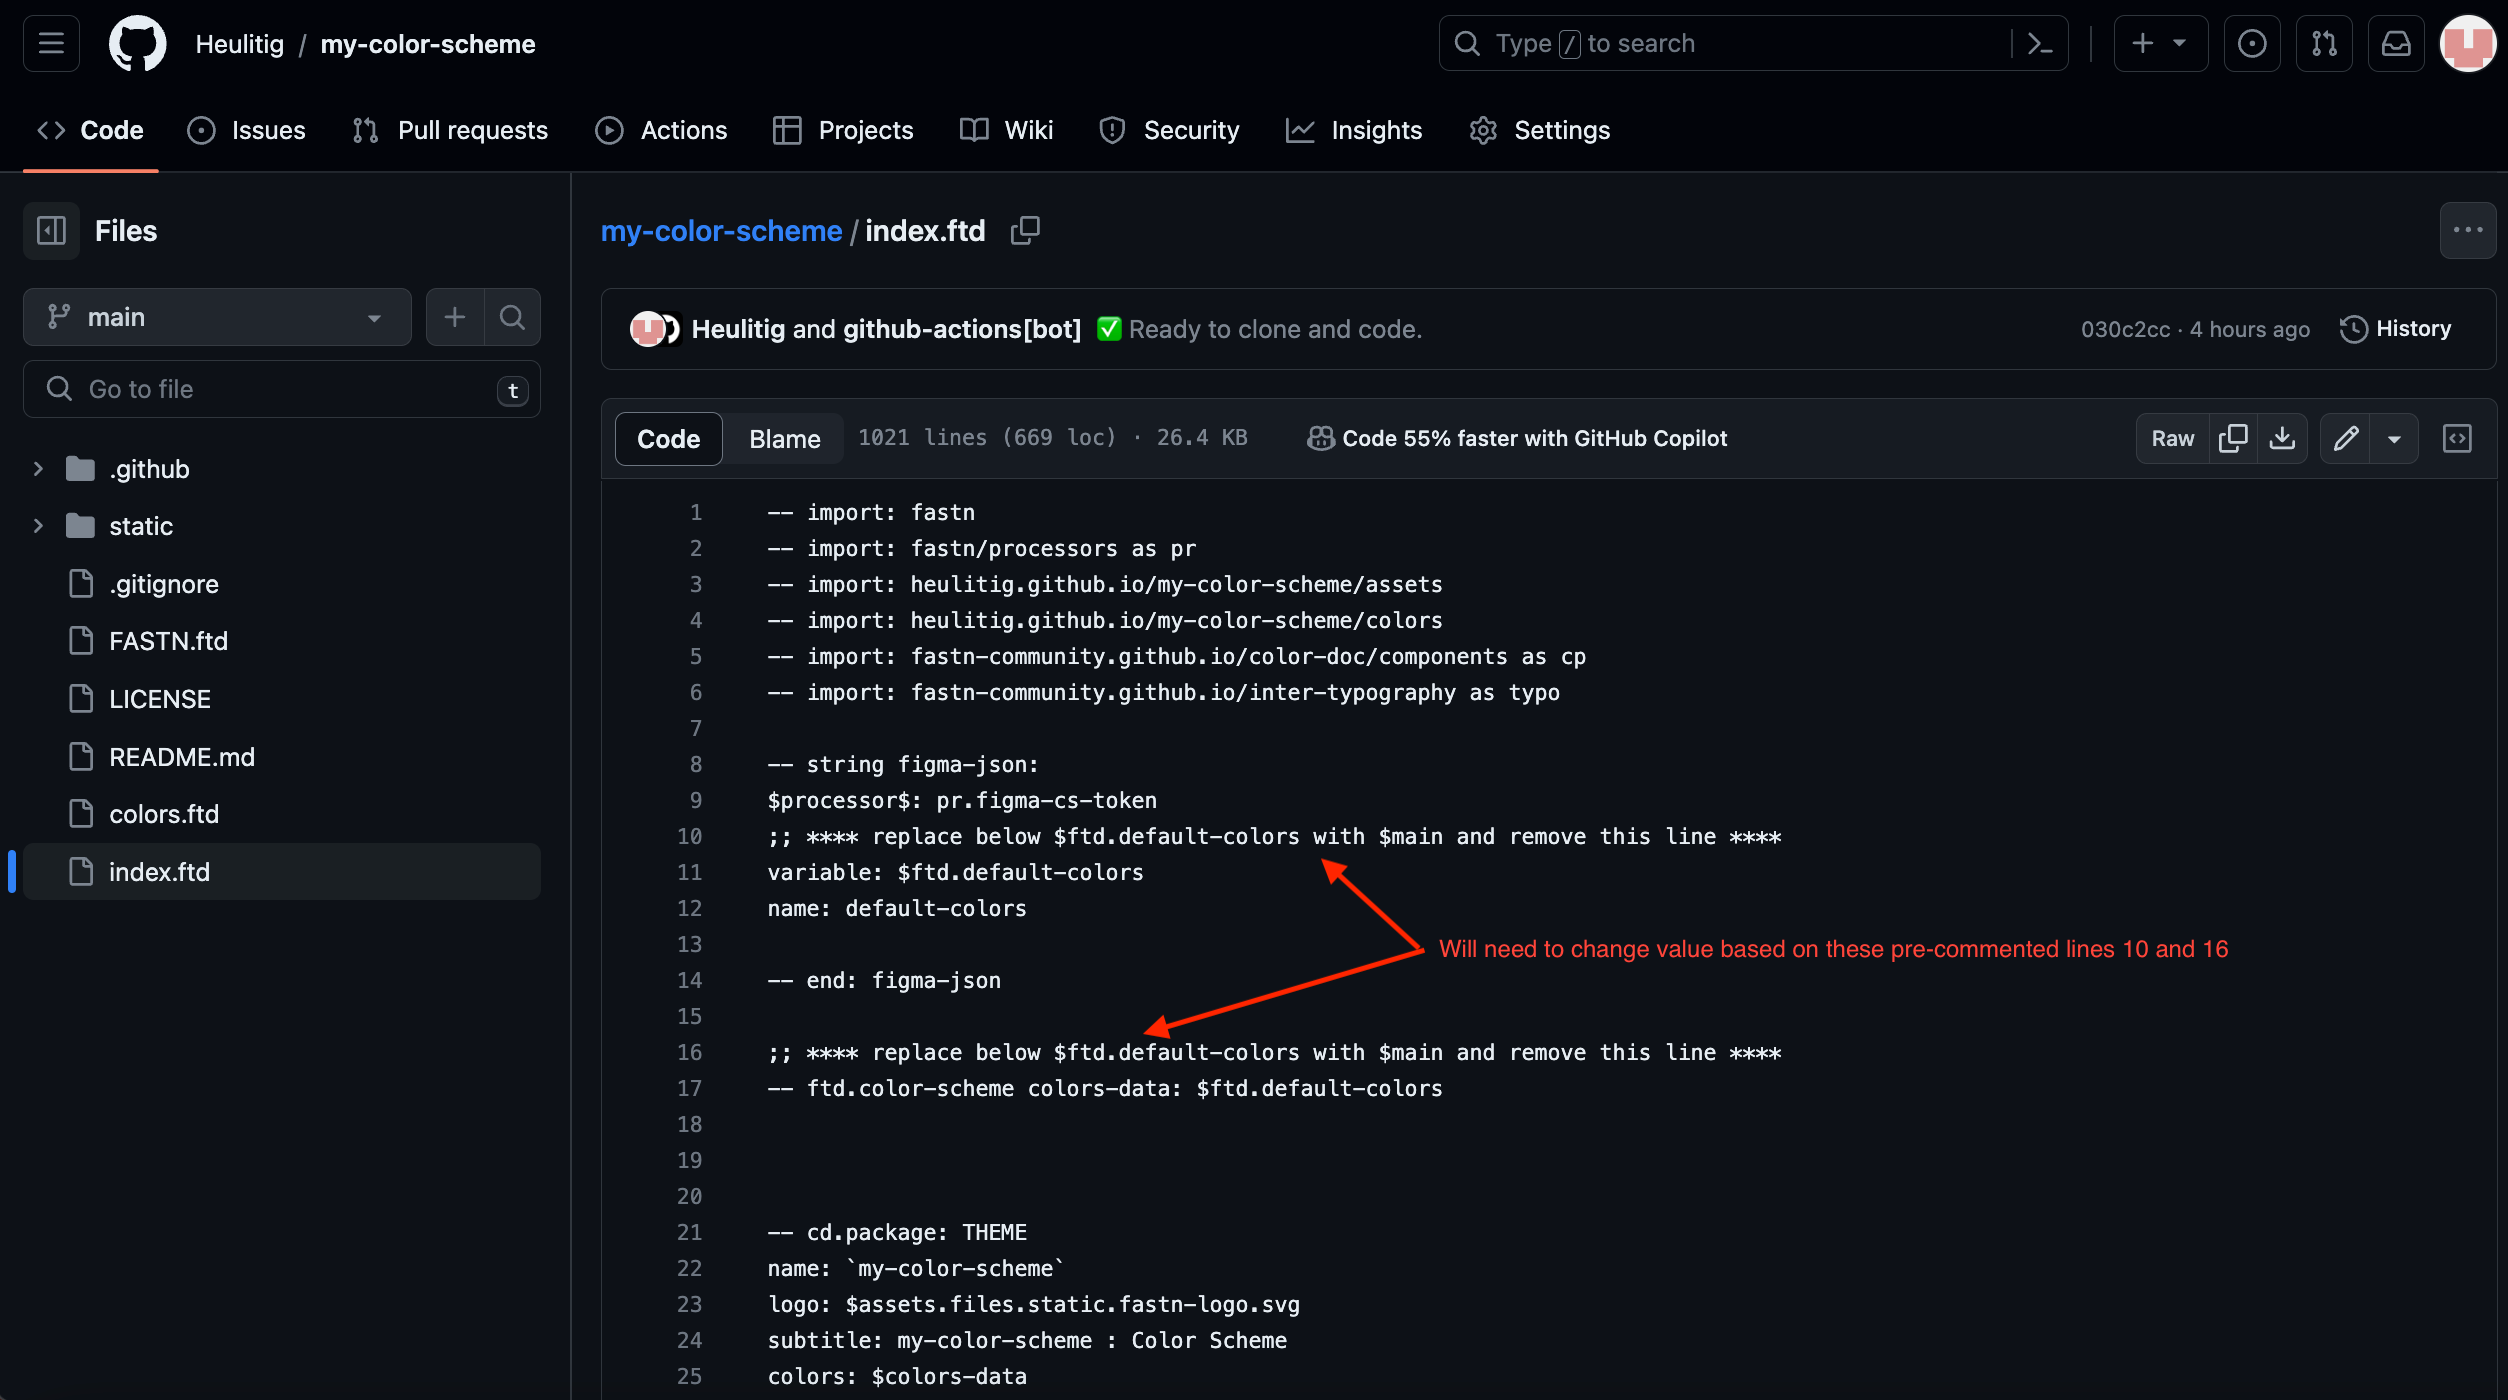 Heulitig / my-color-scheme
Type / to search
Code Issues Pull requests Actions Projects Wiki Security Insights Settings
Files
my-color-scheme / index.ftd
main
Heulitig and github-actions[bot] ✅ Ready to clone and code.
030c2cc · 4 hours ago History
Go to file t
Code Blame 1021 lines (669 loc) · 26.4 KB Code 55% faster with GitHub Copilot Raw
.github
static
.gitignore
FASTN.ftd
LICENSE
README.md
colors.ftd
index.ftd
1 -- import: fastn
2 -- import: fastn/processors as pr
3 -- import: heulitig.github.io/my-color-scheme/assets
4 -- import: heulitig.github.io/my-color-scheme/colors
5 -- import: fastn-community.github.io/color-doc/components as cp
6 -- import: fastn-community.github.io/inter-typography as typo
7
8 -- string figma-json:
9 $processor$: pr.figma-cs-token
10 ;; **** replace below $ftd.default-colors with $main and remove this line ****
11 variable: $ftd.default-colors
12 name: default-colors
13
Will need to change value based on these pre-commented lines 10 and 16
14 -- end: figma-json
15
16 ;; **** replace below $ftd.default-colors with $main and remove this line ****
17 -- ftd.color-scheme colors-data: $ftd.default-colors
18
19
20
21 -- cd.package: THEME
22 name: `my-color-scheme`
23 logo: $assets.files.static.fastn-logo.svg
24 subtitle: my-color-scheme : Color Scheme
25 colors: $colors-data